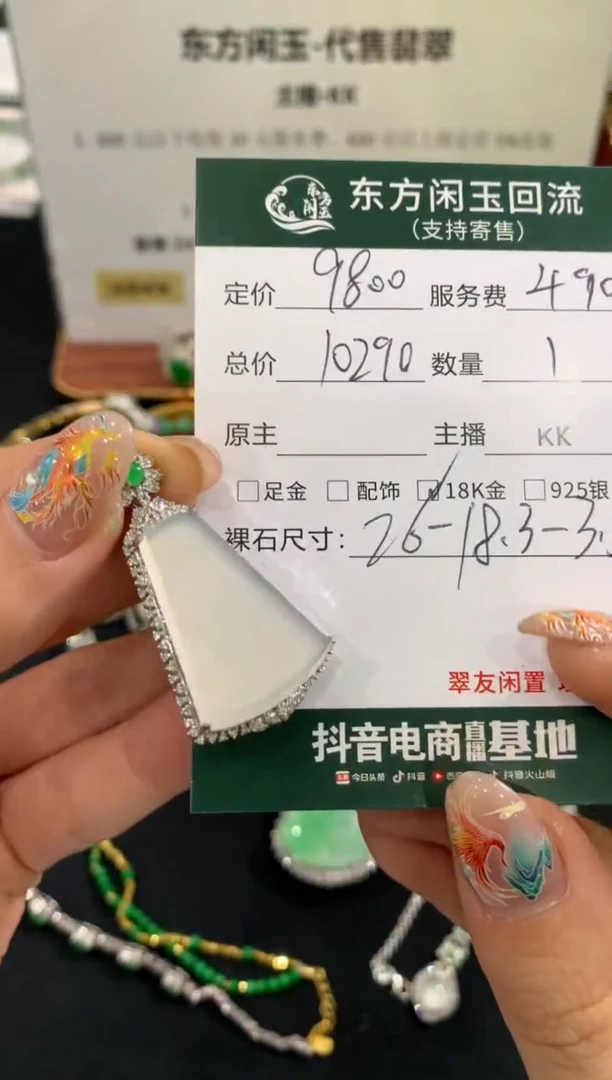 东方闲玉·代售翡翠
主播·KK
东方闲玉
东方闲玉回流
(支持寄售)
定价 9800 服务费 490
总价 10290 数量 1
原主 主播 KK
足金 配饰 18K金 925银
裸石尺寸: 26-18.3-3.
翠友闲置
抖音电商直播基地
今日头条 抖音 抖音火山版